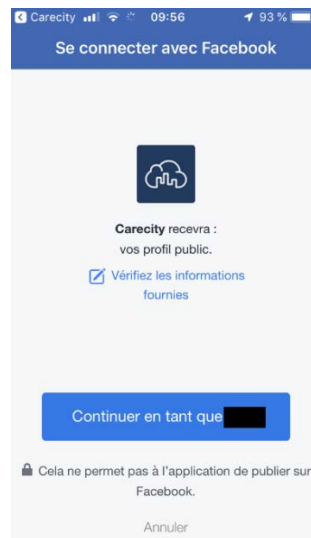 Carecity 09:56 93 %
Se connecter avec Facebook
Carecity recevra :
vos profil public.
Vérifiez les informations
fournies
Continuer en tant que
Cela ne permet pas à l'application de publier sur
Facebook.
Annuler